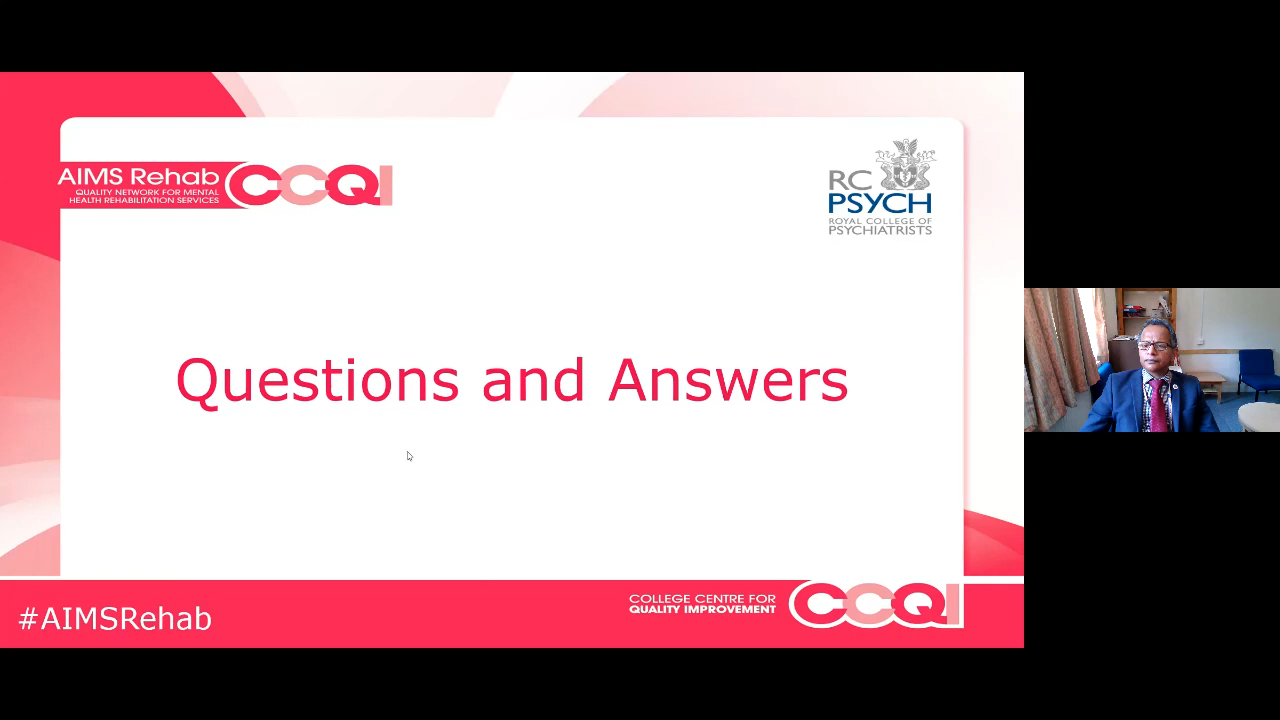 AIMS Rehab
QUALITY NETWORK FOR MENTAL
HEALTH REHABILITATION SERVICES
CCQI
RC
PSYCH
ROYAL COLLEGE OF
PSYCHIATRISTS
Questions and Answers
#AIMSRehab
COLLEGE CENTRE FOR
QUALITY IMPROVEMENT
CCQI